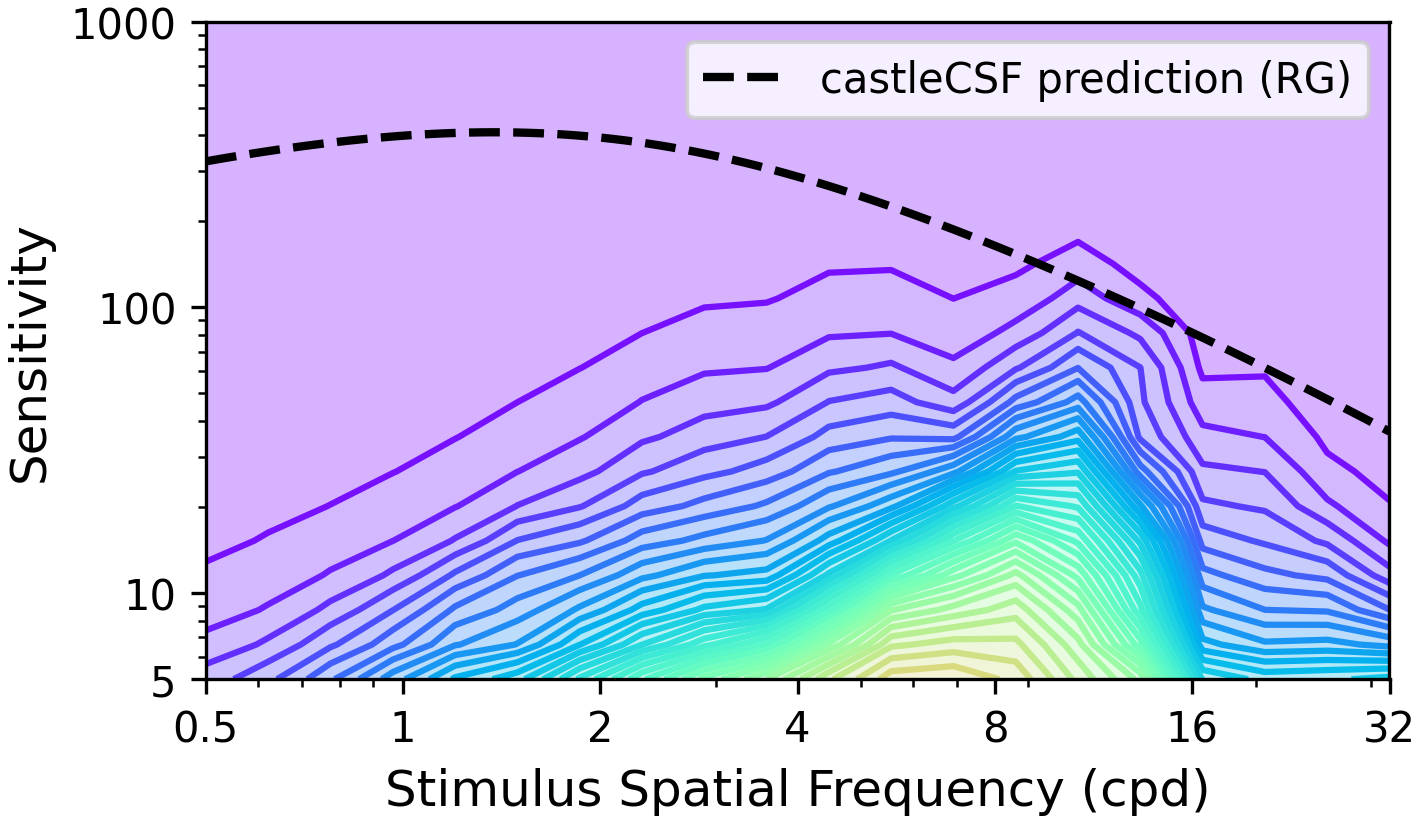 1000
100
10
5
Sensitivity
castleCSF prediction (RG)
0.5 1 2 4 8 16 32
Stimulus Spatial Frequency (cpd)